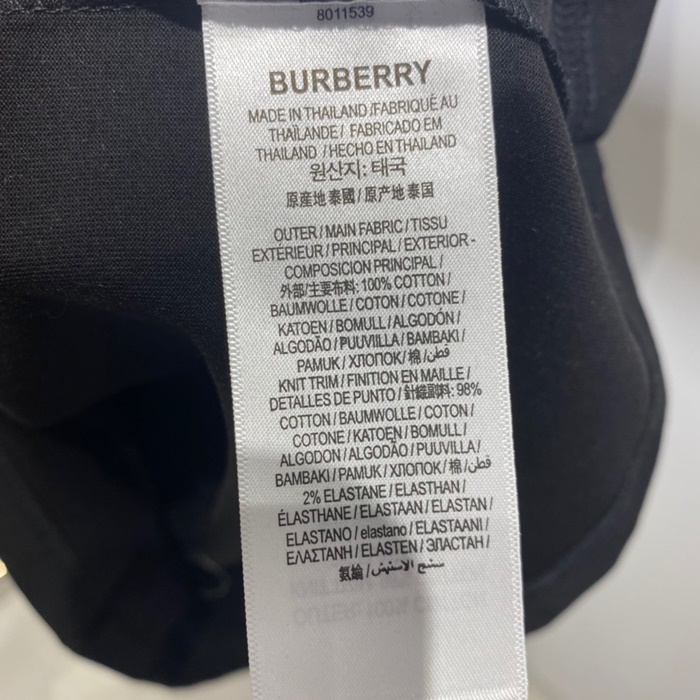 8011539
BURBERRY
MADE IN THAILAND /FABRIQUÉ AU
THAÏLANDE / FABRICADO EM
THAILAND / HECHO EN THAILAND
원산지: 태국
原産地 泰國 / 原产地 泰国
OUTER / MAIN FABRIC / TISSU
EXTÉRIEUR / PRINCIPAL / EXTERIOR -
COMPOSICION PRINCIPAL /
外部/主要布料: 100% COTTON /
BAUMWOLLE / COTON / COTONE /
KATOEN / BOMULL / ALGODÓN /
ALGODÃO / PUUVILLA / BAMBAKI /
PAMUK / ХЛОПОК/ 棉 /قطن/
KNIT TRIM / FINITION EN MAILLE /
DETALLES DE PUNTO / 針織副料: 98%
COTTON / BAUMWOLLE / COTON /
COTONE / KATOEN / BOMULL /
ALGODON / ALGODÃO / PUUVILLA /
BAMBAKI / PAMUK / ХЛОПОК/ 棉 /قطن/
2% ELASTANE / ELASTHAN /
ÉLASTHANE / ELASTAAN / ELASTAN /
ELASTANO / elastano / ELASTAANI /
ΕΛΑΣΤΑΝΗ / ELASTEN / ЭЛАСТАН /
氨綸 / سنتج الاستنيش /